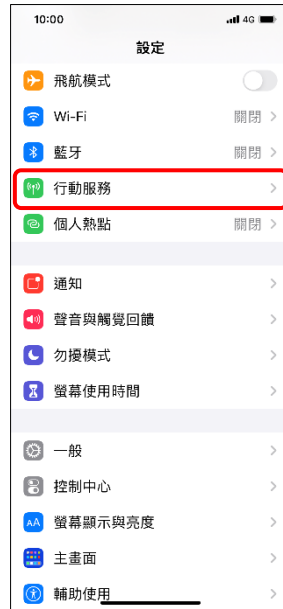 10:00 4G
設定
飛航模式
Wi-Fi 關閉
藍牙 關閉
行動服務
個人熱點 關閉
通知
聲音與觸覺回饋
勿擾模式
螢幕使用時間
一般
控制中心
AA 螢幕顯示與亮度
主畫面
輔助使用